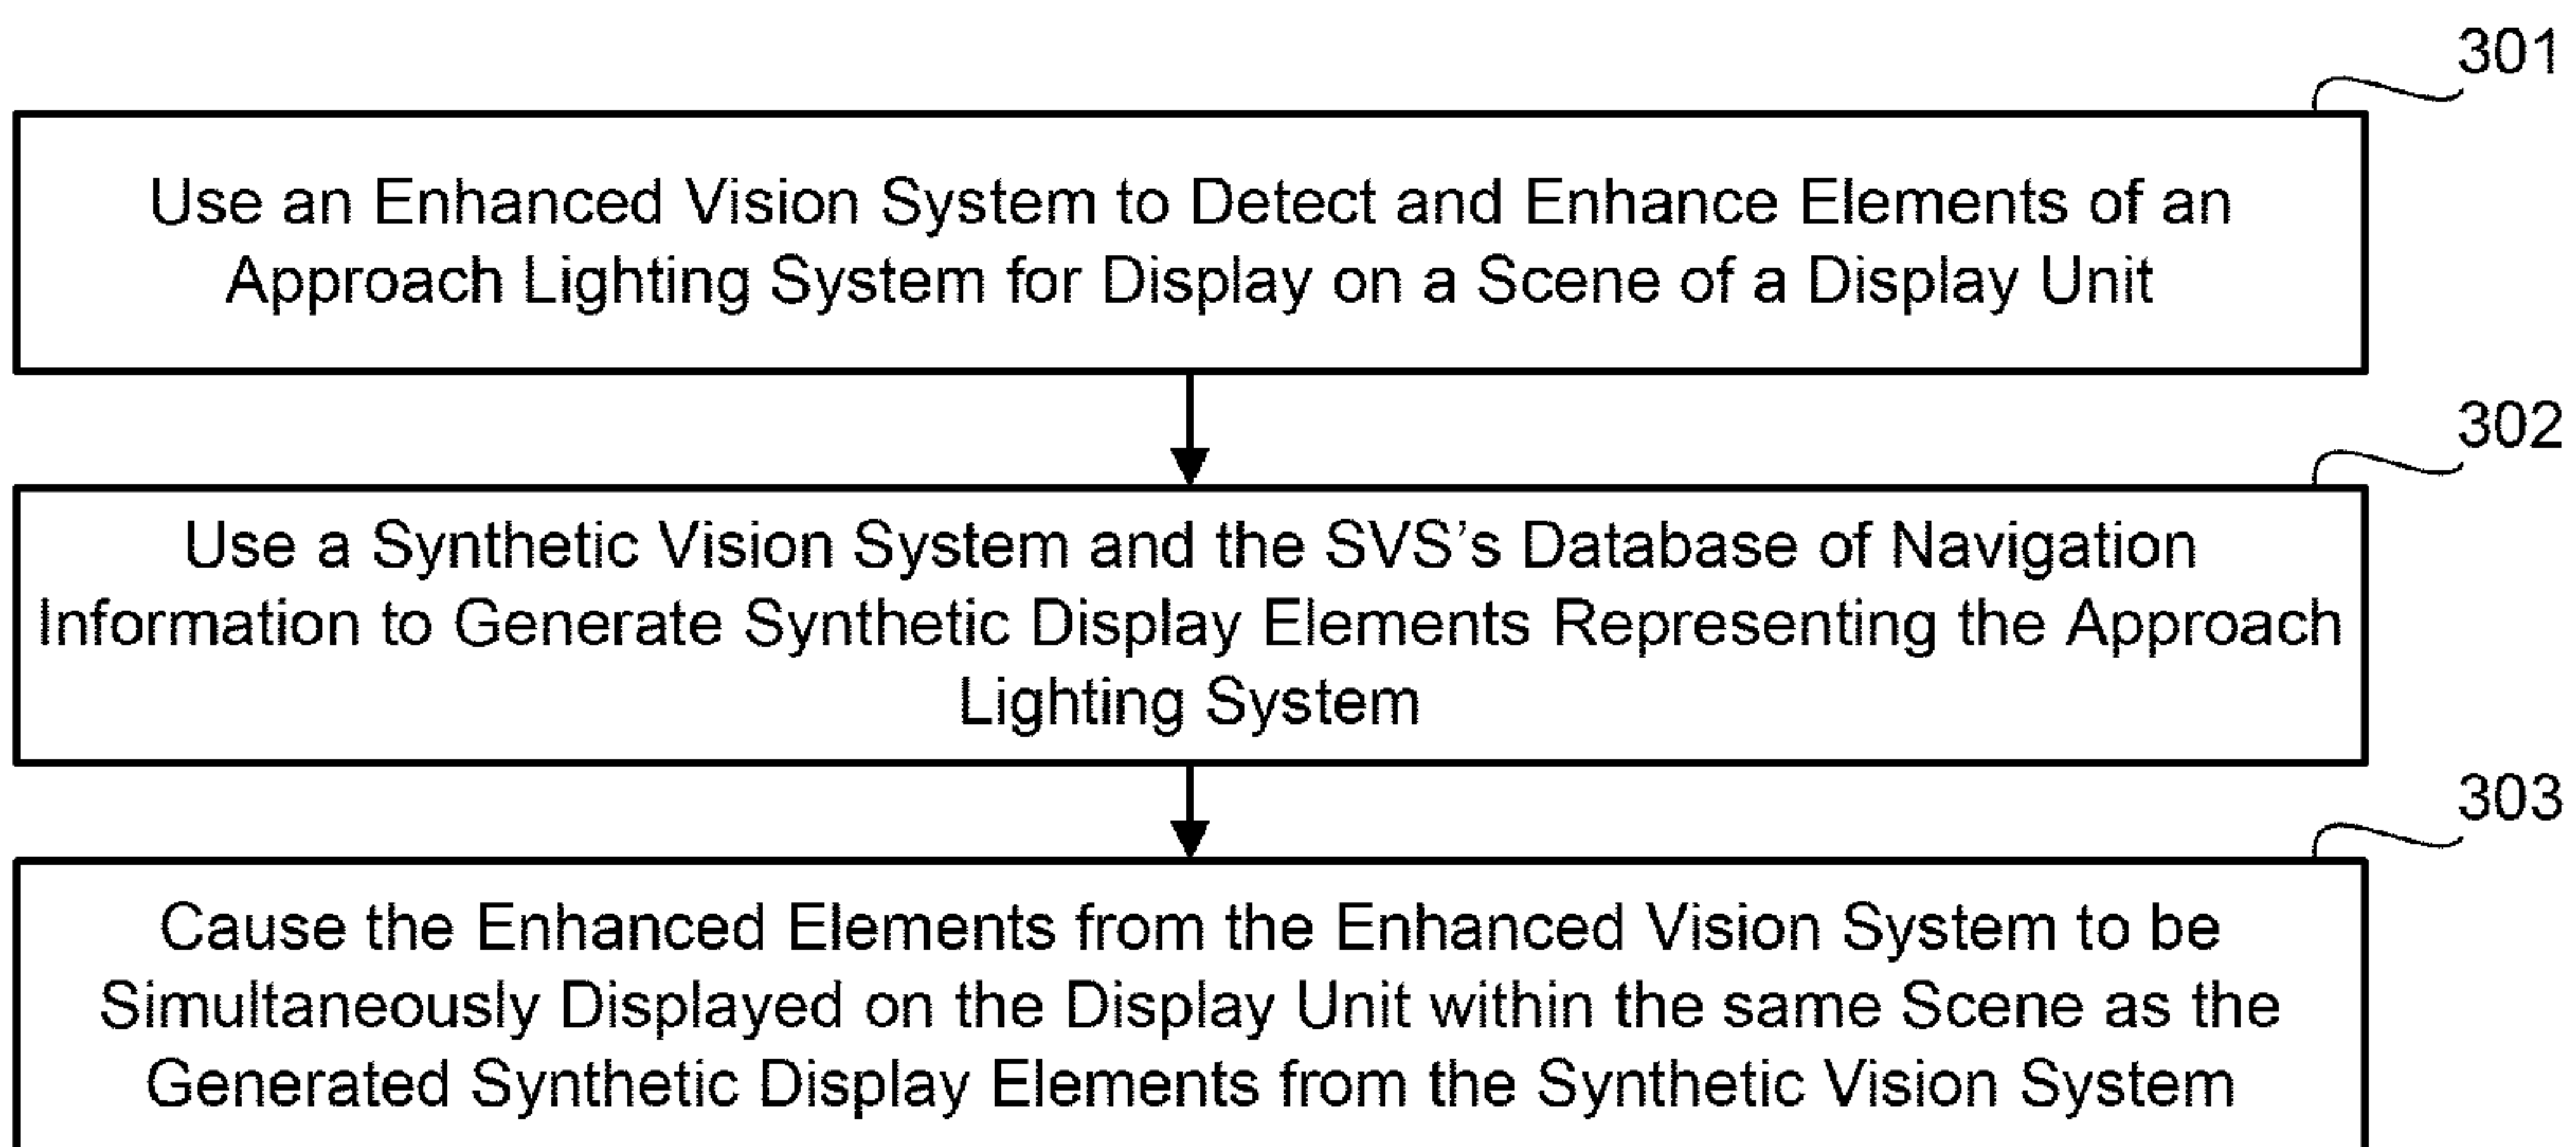 301
Use an Enhanced Vision System to Detect and Enhance Elements of an
Approach Lighting System for Display on a Scene of a Display Unit
302
Use a Synthetic Vision System and the SVS's Database of Navigation
Information to Generate Synthetic Display Elements Representing the Approach
Lighting System
303
Cause the Enhanced Elements from the Enhanced Vision System to be
Simultaneously Displayed on the Display Unit within the same Scene as the
Generated Synthetic Display Elements from the Synthetic Vision System